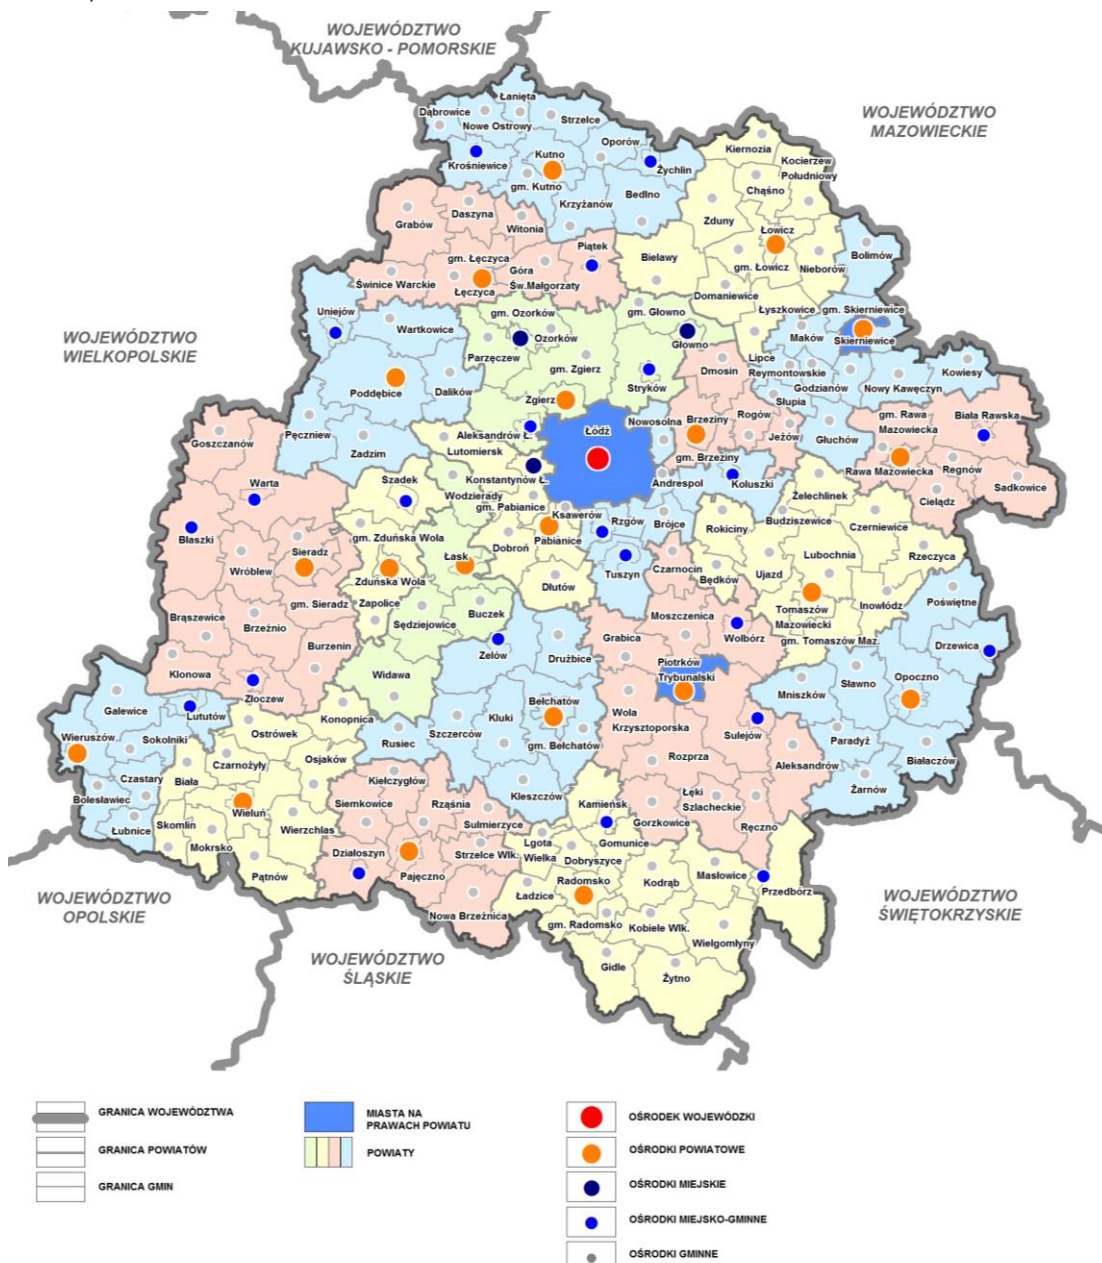 WOJEWÓDZTWO
KUJAWSKO - POMORSKIE
WOJEWÓDZTWO
MAZOWIECKIE
Łanięta
Dąbrowice
Nowe Ostrowy
Strzelce
Oporów
Kutno
Krośniewice
gm. Kutno
Żychlin
Krzyżanów
Bedlno
Kiernozia
Kocierzew
Południowy
Chąśno
Zduny
Łowicz
Bolimów
Bielawy
gm. Łowicz
Nieborów
Domaniewice
Grabów
Daszyna
Witonia
Piątek
gm. Łęczyca
Góra
Św.Małgorzaty
Świnice Warckie
Łęczyca
Łyszkowice
gm. Skierniewice
Maków
Skierniewice
WOJEWÓDZTWO
WIELKOPOLSKIE
Uniejów
Wartkowice
gm. Ozorków
Ozorków
Parzęczew
gm. Zgierz
gm. Głowno
Głowno
Dmosin
Lipce
Reymontowskie
Kowiesy
Godzianów
Nowy Kawęczyn
Słupia
Stryków
Poddębice
Dalików
Zgierz
Pęczniew
Zadzim
Aleksandrów Ł.
Lutomiersk
Łódź
Nowosolna
Brzeziny
Rogów
Jeżów
gm. Brzeziny
Głuchów
gm. Rawa
Mazowiecka
Biała Rawska
Rawa Mazowiecka
Regnów
Sadkowice
Cielądz
Goszczanów
Warta
Szadek
Wodzierady
Konstantynów Ł.
gm. Pabianice
Ksawerów
Pabianice
Andrespol
Koluszki
Rzgów
Brójce
Rokiciny
Żelechlinek
Budziszewice
Czerniewice
Błaszki
Wróblew
Sieradz
gm. Zduńska Wola
Zduńska Wola
Łask
Dobroń
Dłutów
Tuszyn
Czarnocin
Będków
Ujazd
Lubochnia
Rzeczyca
Inowłódz
Tomaszów
Mazowiecki
gm. Tomaszów Maz.
Poświętne
Drzewica
gm. Sieradz
Zapolice
Brąszewice
Brzeźnio
Burzenin
Sędziejowice
Buczek
Zelów
Drużbice
Grabica
Moszczenica
Wolbórz
Klonowa
Złoczew
Widawa
Piotrków
Trybunalski
Mniszków
Sławno
Opoczno
Galewice
Lututów
Konopnica
Rusiec
Szczerców
Kluki
Bełchatów
gm. Bełchatów
Wola
Krzysztoporska
Sulejów
Paradyż
Białaczów
Wieruszów
Sokolniki
Ostrówek
Czarnożyły
Osjaków
Rozprza
Aleksandrów
Żarnów
Czastary
Biała
Bolesławiec
Wieluń
Kiełczygłów
Siemkowice
Rząśnia
Sulmierzyce
Kleszczów
Kamieńsk
Łęki
Szlacheckie
Gorzkowice
Ręczno
Łubnice
Skomlin
Mokrsko
Wierzchlas
Pątnów
Działoszyn
Pajęczno
Strzelce Wlk.
Nowa Brzeźnica
Lgota
Wielka
Gomunice
Dobryszyce
Masłowice
Przedbórz
Radomsko
Kodrąb
Ładzice
gm. Radomsko
Kobiele Wlk.
Wielgomłyny
Gidle
Żytno
WOJEWÓDZTWO
OPOLSKIE
WOJEWÓDZTWO
ŚLĄSKIE
WOJEWÓDZTWO
ŚWIĘTOKRZYSKIE
GRANICA WOJEWÓDZTWA
GRANICA POWIATÓW
GRANICA GMIN
MIASTA NA
PRAWACH POWIATU
POWIATY
OŚRODEK WOJEWÓDZKI
OŚRODKI POWIATOWE
OŚRODKI MIEJSKIE
OŚRODKI MIEJSKO-GMINNE
OŚRODKI GMINNE